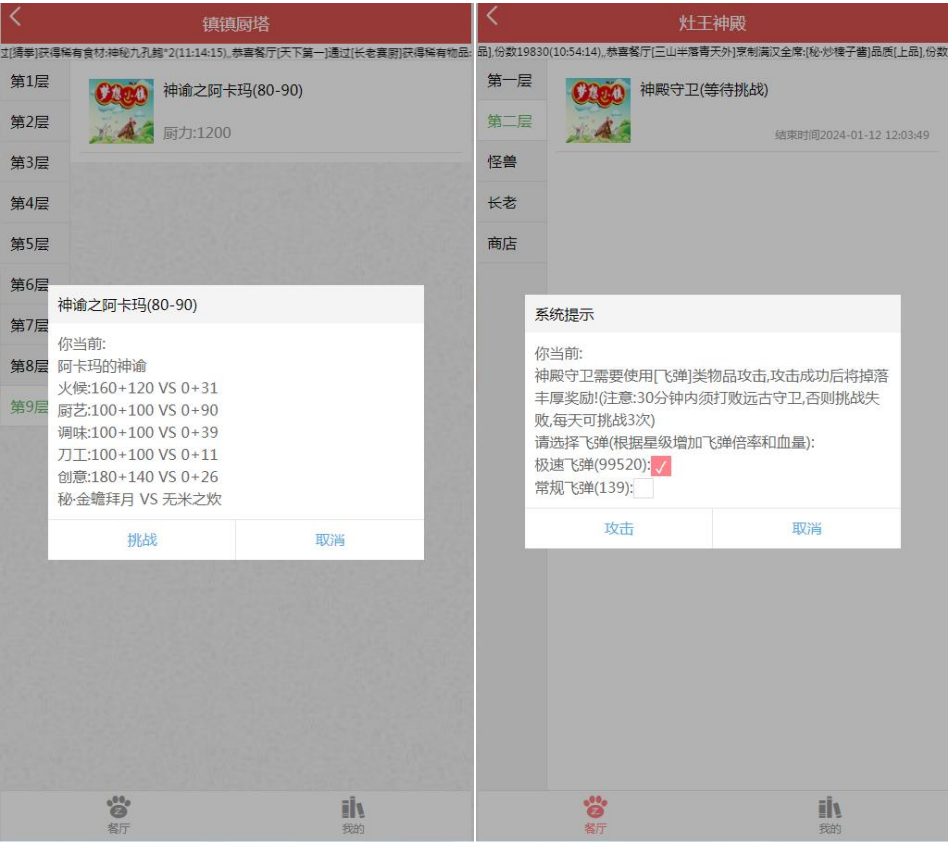 镇镇厨塔
过[猜拳]获得稀有食材:神秘九孔鲍*2(11:14:15),,恭喜餐厅[天下第一]通过[长老赛厨]获得稀有物品:
第1层
第2层
第3层
第4层
第5层
第6层
第7层
第8层
第9层
梦想小镇
神谕之阿卡玛(80-90)
厨力:1200
神谕之阿卡玛(80-90)
你当前:
阿卡玛的神谕
火候:160+120 VS 0+31
厨艺:100+100 VS 0+90
调味:100+100 VS 0+39
刀工:100+100 VS 0+11
创意:180+140 VS 0+26
秘·金蟾拜月 VS 无米之炊
挑战
取消
餐厅
我的
灶王神殿
品],份数19830(10:54:14),,恭喜餐厅[三山半落青天外]烹制满汉全席:[秘·炒榛子酱]品质[上品],份数
第一层
第二层
怪兽
长老
商店
梦想小镇
神殿守卫(等待挑战)
结束时间2024-01-12 12:03:49
系统提示
你当前:
神殿守卫需要使用[飞弹]类物品攻击,攻击成功后将掉落
丰厚奖励!(注意:30分钟内须打败远古守卫,否则挑战失
败,每天可挑战3次)
请选择飞弹(根据星级增加飞弹倍率和血量):
极速飞弹(99520):
常规飞弹(139):
攻击
取消
餐厅
我的